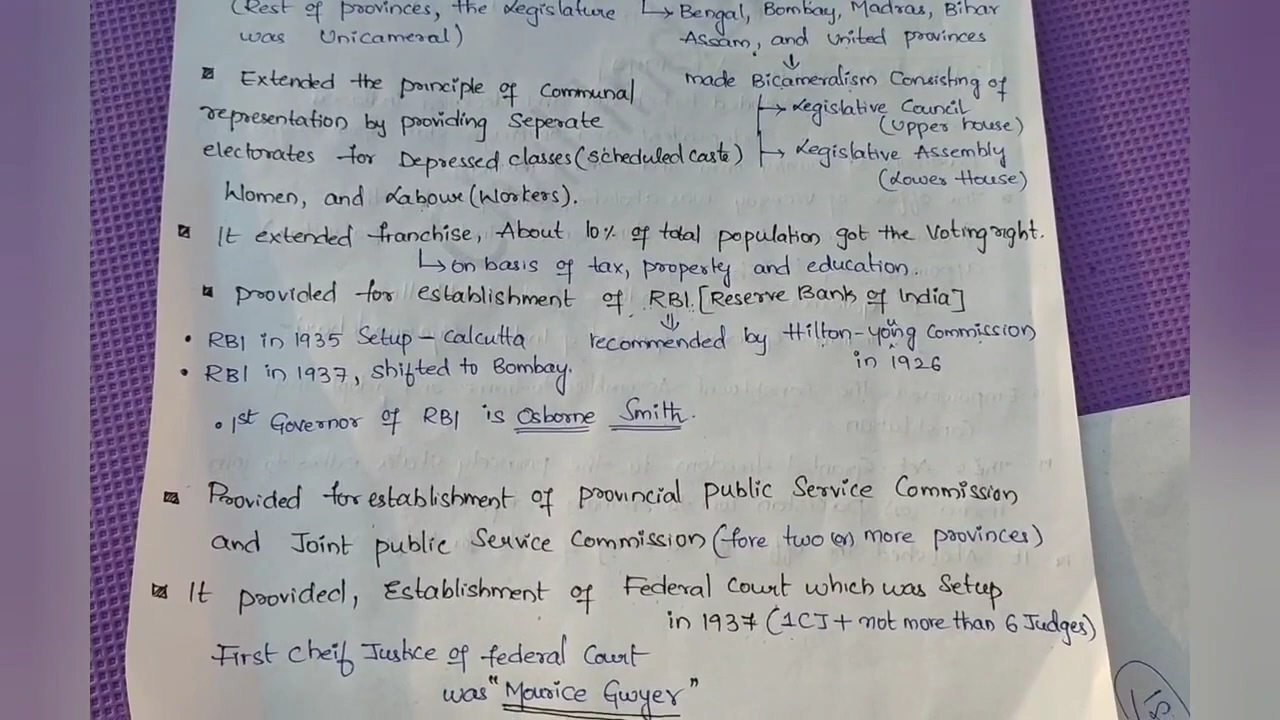 (Rest of provinces, the Legislature
was Unicameral)
↳ Bengal, Bombay, Madras, Bihar
Assam, and United provinces
↓
made Bicameralism Consisting of
→ Legislative Council
(Upper house)
→ Legislative Assembly
(Lower House)
Extended the principle of Communal
representation by providing Seperate
electorates for Depressed classes (scheduled caste)
Women, and Labour (Workers).
It extended franchise, About 10% of total population got the Voting right.
↳ on basis of tax, property and education.
provided for establishment of RBI. [Reserve Bank of India]
⇓
recommended by Hilton-young Commission
in 1926
• RBI in 1935 Setup – Calcutta
• RBI in 1937, shifted to Bombay.
• 1st Governor of RBI is Osborne Smith.
Provided for establishment of provincial public Service Commission
and Joint public Service Commission (fore two (or) more provinces)
It provided, Establishment of Federal Court which was Setup
in 1937 (1CJ + not more than 6 Judges)
First Cheif Justice of federal Court
was "Maurice Gwyer"